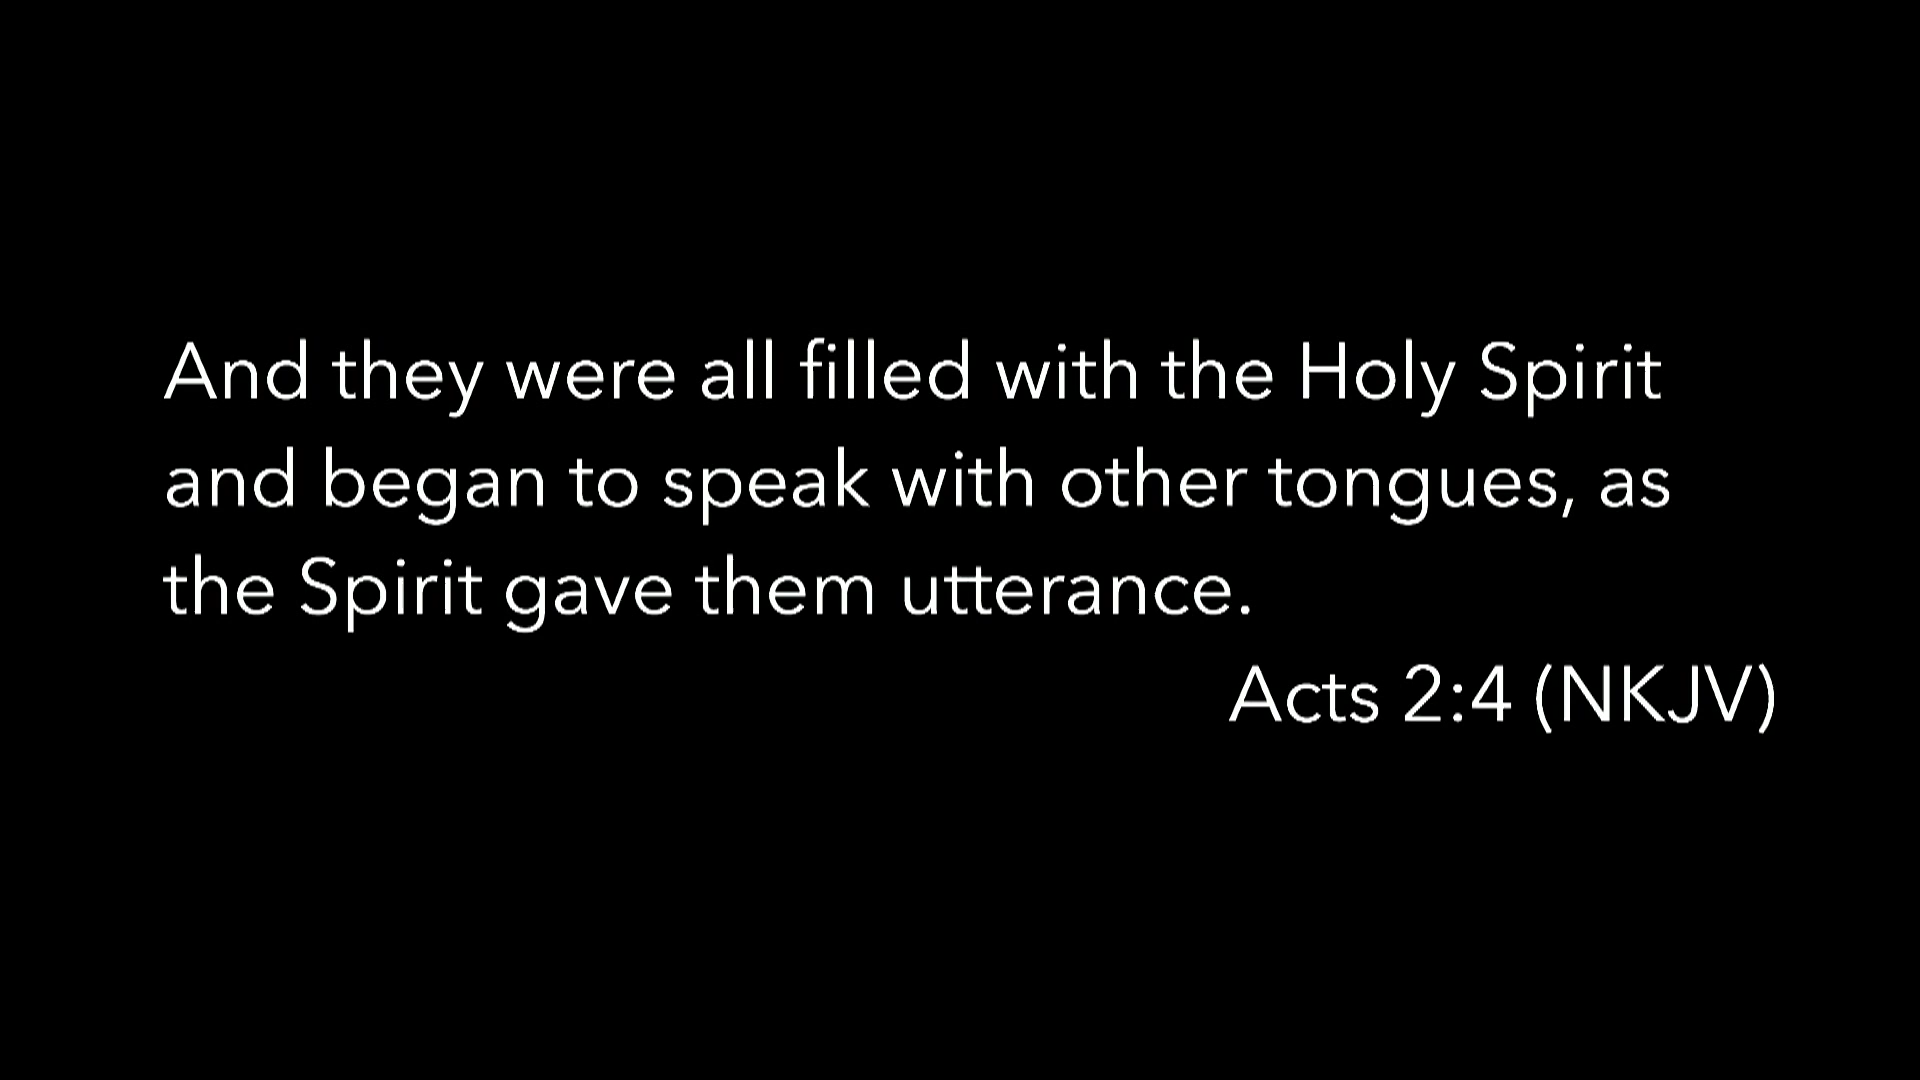 And they were all filled with the Holy Spirit
and began to speak with other tongues, as
the Spirit gave them utterance.
Acts 2:4 (NKJV)